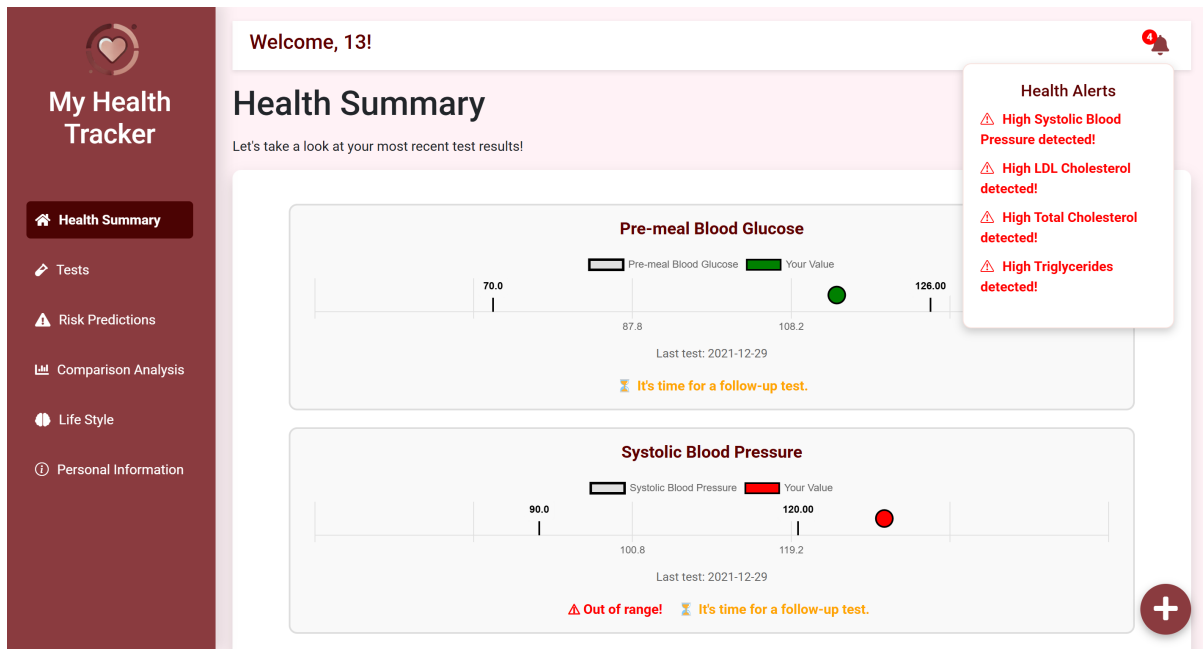 My Health
Tracker
Health Summary
Tests
Risk Predictions
Comparison Analysis
Life Style
Personal Information
Welcome, 13!
4
Health Summary
Let's take a look at your most recent test results!
Health Alerts
High Systolic Blood
Pressure detected!
High LDL Cholesterol
detected!
High Total Cholesterol
detected!
High Triglycerides
detected!
Pre-meal Blood Glucose
Pre-meal Blood Glucose Your Value
70.0 126.00
87.8 108.2
Last test: 2021-12-29
It's time for a follow-up test.
Systolic Blood Pressure
Systolic Blood Pressure Your Value
90.0 120.00
100.8 119.2
Last test: 2021-12-29
Out of range! It's time for a follow-up test.